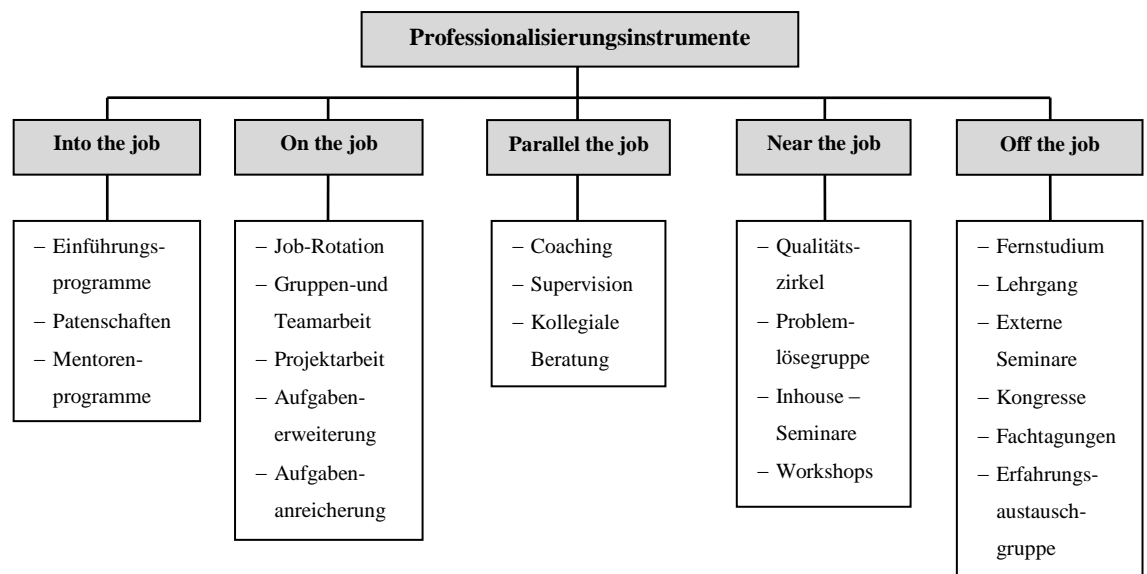 Professionalisierungsinstrumente
Into the job
On the job
Parallel the job
Near the job
Off the job
– Einführungs-
programme
– Patenschaften
– Mentoren-
programme
– Job-Rotation
– Gruppen-und
Teamarbeit
– Projektarbeit
– Aufgaben-
erweiterung
– Aufgaben-
anreicherung
– Coaching
– Supervision
– Kollegiale
Beratung
– Qualitäts-
zirkel
– Problem-
lösegruppe
– Inhouse –
Seminare
– Workshops
– Fernstudium
– Lehrgang
– Externe
Seminare
– Kongresse
– Fachtagungen
– Erfahrungs-
austausch-
gruppe